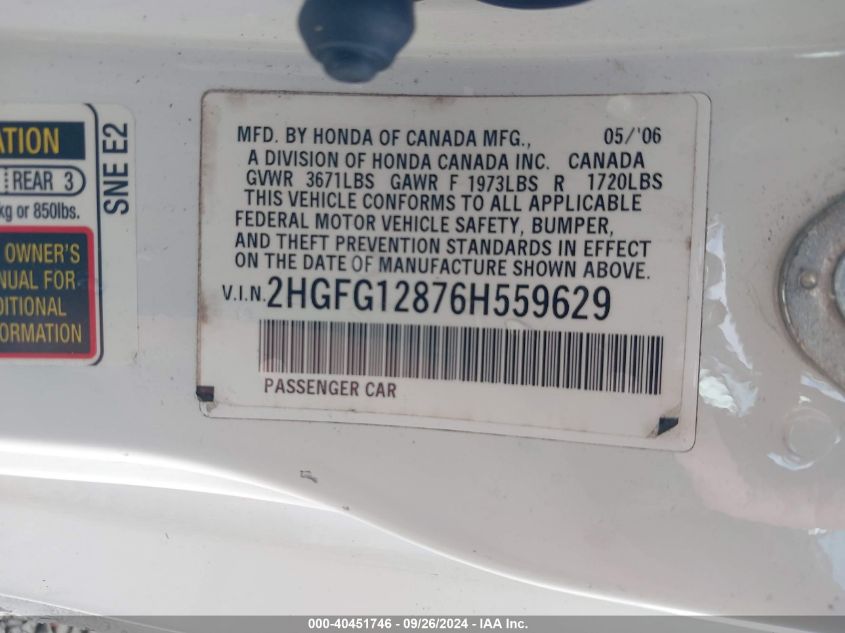 ATION
REAR 3
kg or 850lbs.
OWNER'S
NUAL FOR
DITIONAL
FORMATION
SNE E2
MFD. BY HONDA OF CANADA MFG., 05/'06
A DIVISION OF HONDA CANADA INC. CANADA
GVWR 3671LBS GAWR F 1973LBS R 1720LBS
THIS VEHICLE CONFORMS TO ALL APPLICABLE
FEDERAL MOTOR VEHICLE SAFETY, BUMPER,
AND THEFT PREVENTION STANDARDS IN EFFECT
ON THE DATE OF MANUFACTURE SHOWN ABOVE.
V.I.N. 2HGFG12876H559629
PASSENGER CAR
000-40451746 - 09/26/2024 - IAA Inc.